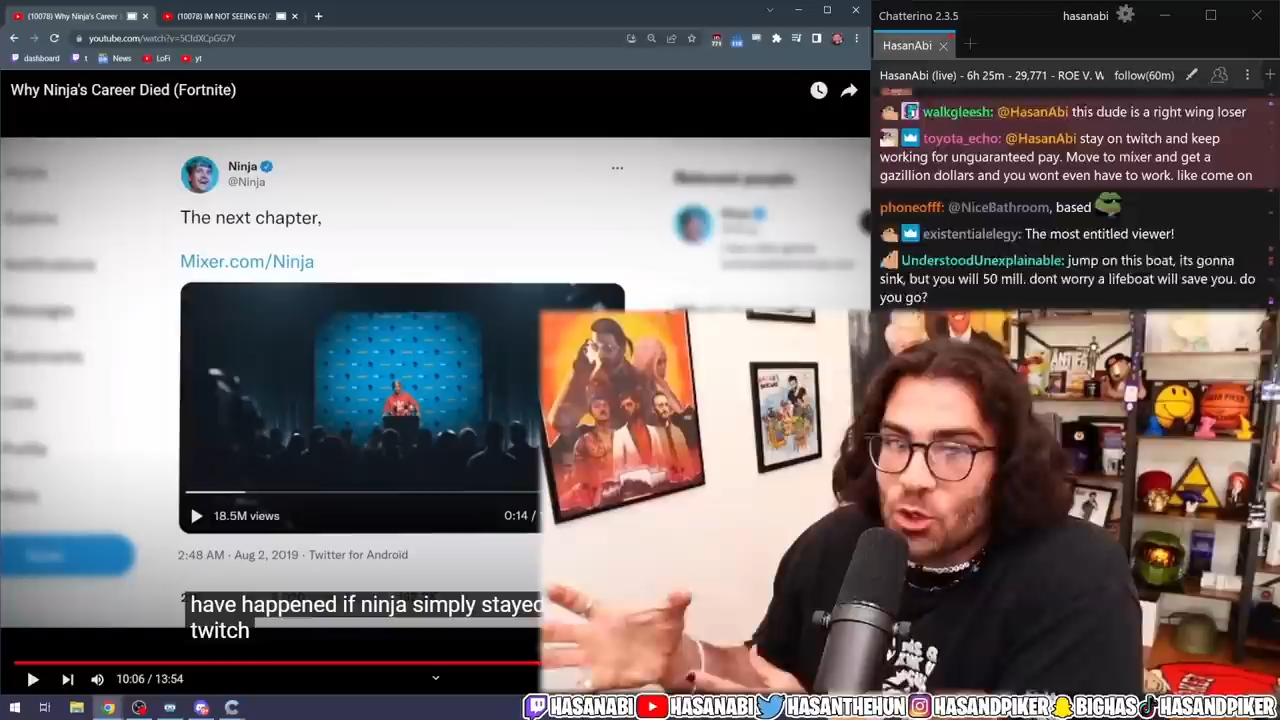 (10078) Why Ninja's Career
(10078) IM NOT SEEING EN
youtube.com/watch?v=5CfdXCpGG7Y
dashboard
t
News
LoFi
yt
Why Ninja's Career Died (Fortnite)
Ninja
@Ninja
The next chapter,
Mixer.com/Ninja
18.5M views
0:14 /
2:48 AM · Aug 2, 2019 · Twitter for Android
have happened if ninja simply stayed
twitch
10:06 / 13:54
Chatterino 2.3.5
hasanabi
HasanAbi
HasanAbi (live) - 6h 25m - 29,771 - ROE V. W
follow(60m)
walkgleesh: @HasanAbi this dude is a right wing loser
toyota_echo: @HasanAbi stay on twitch and keep
working for unguaranteed pay. Move to mixer and get a
gazillion dollars and you wont even have to work. like come on
phoneofff: @NiceBathroom, based
existentialelegy: The most entitled viewer!
UnderstoodUnexplainable: jump on this boat, its gonna
sink, but you will 50 mill. dont worry a lifeboat will save you. do
you go?
HASANABI HASANABI HASANTHEHUN HASANDPIKER BIGHAS HASANDPIKER